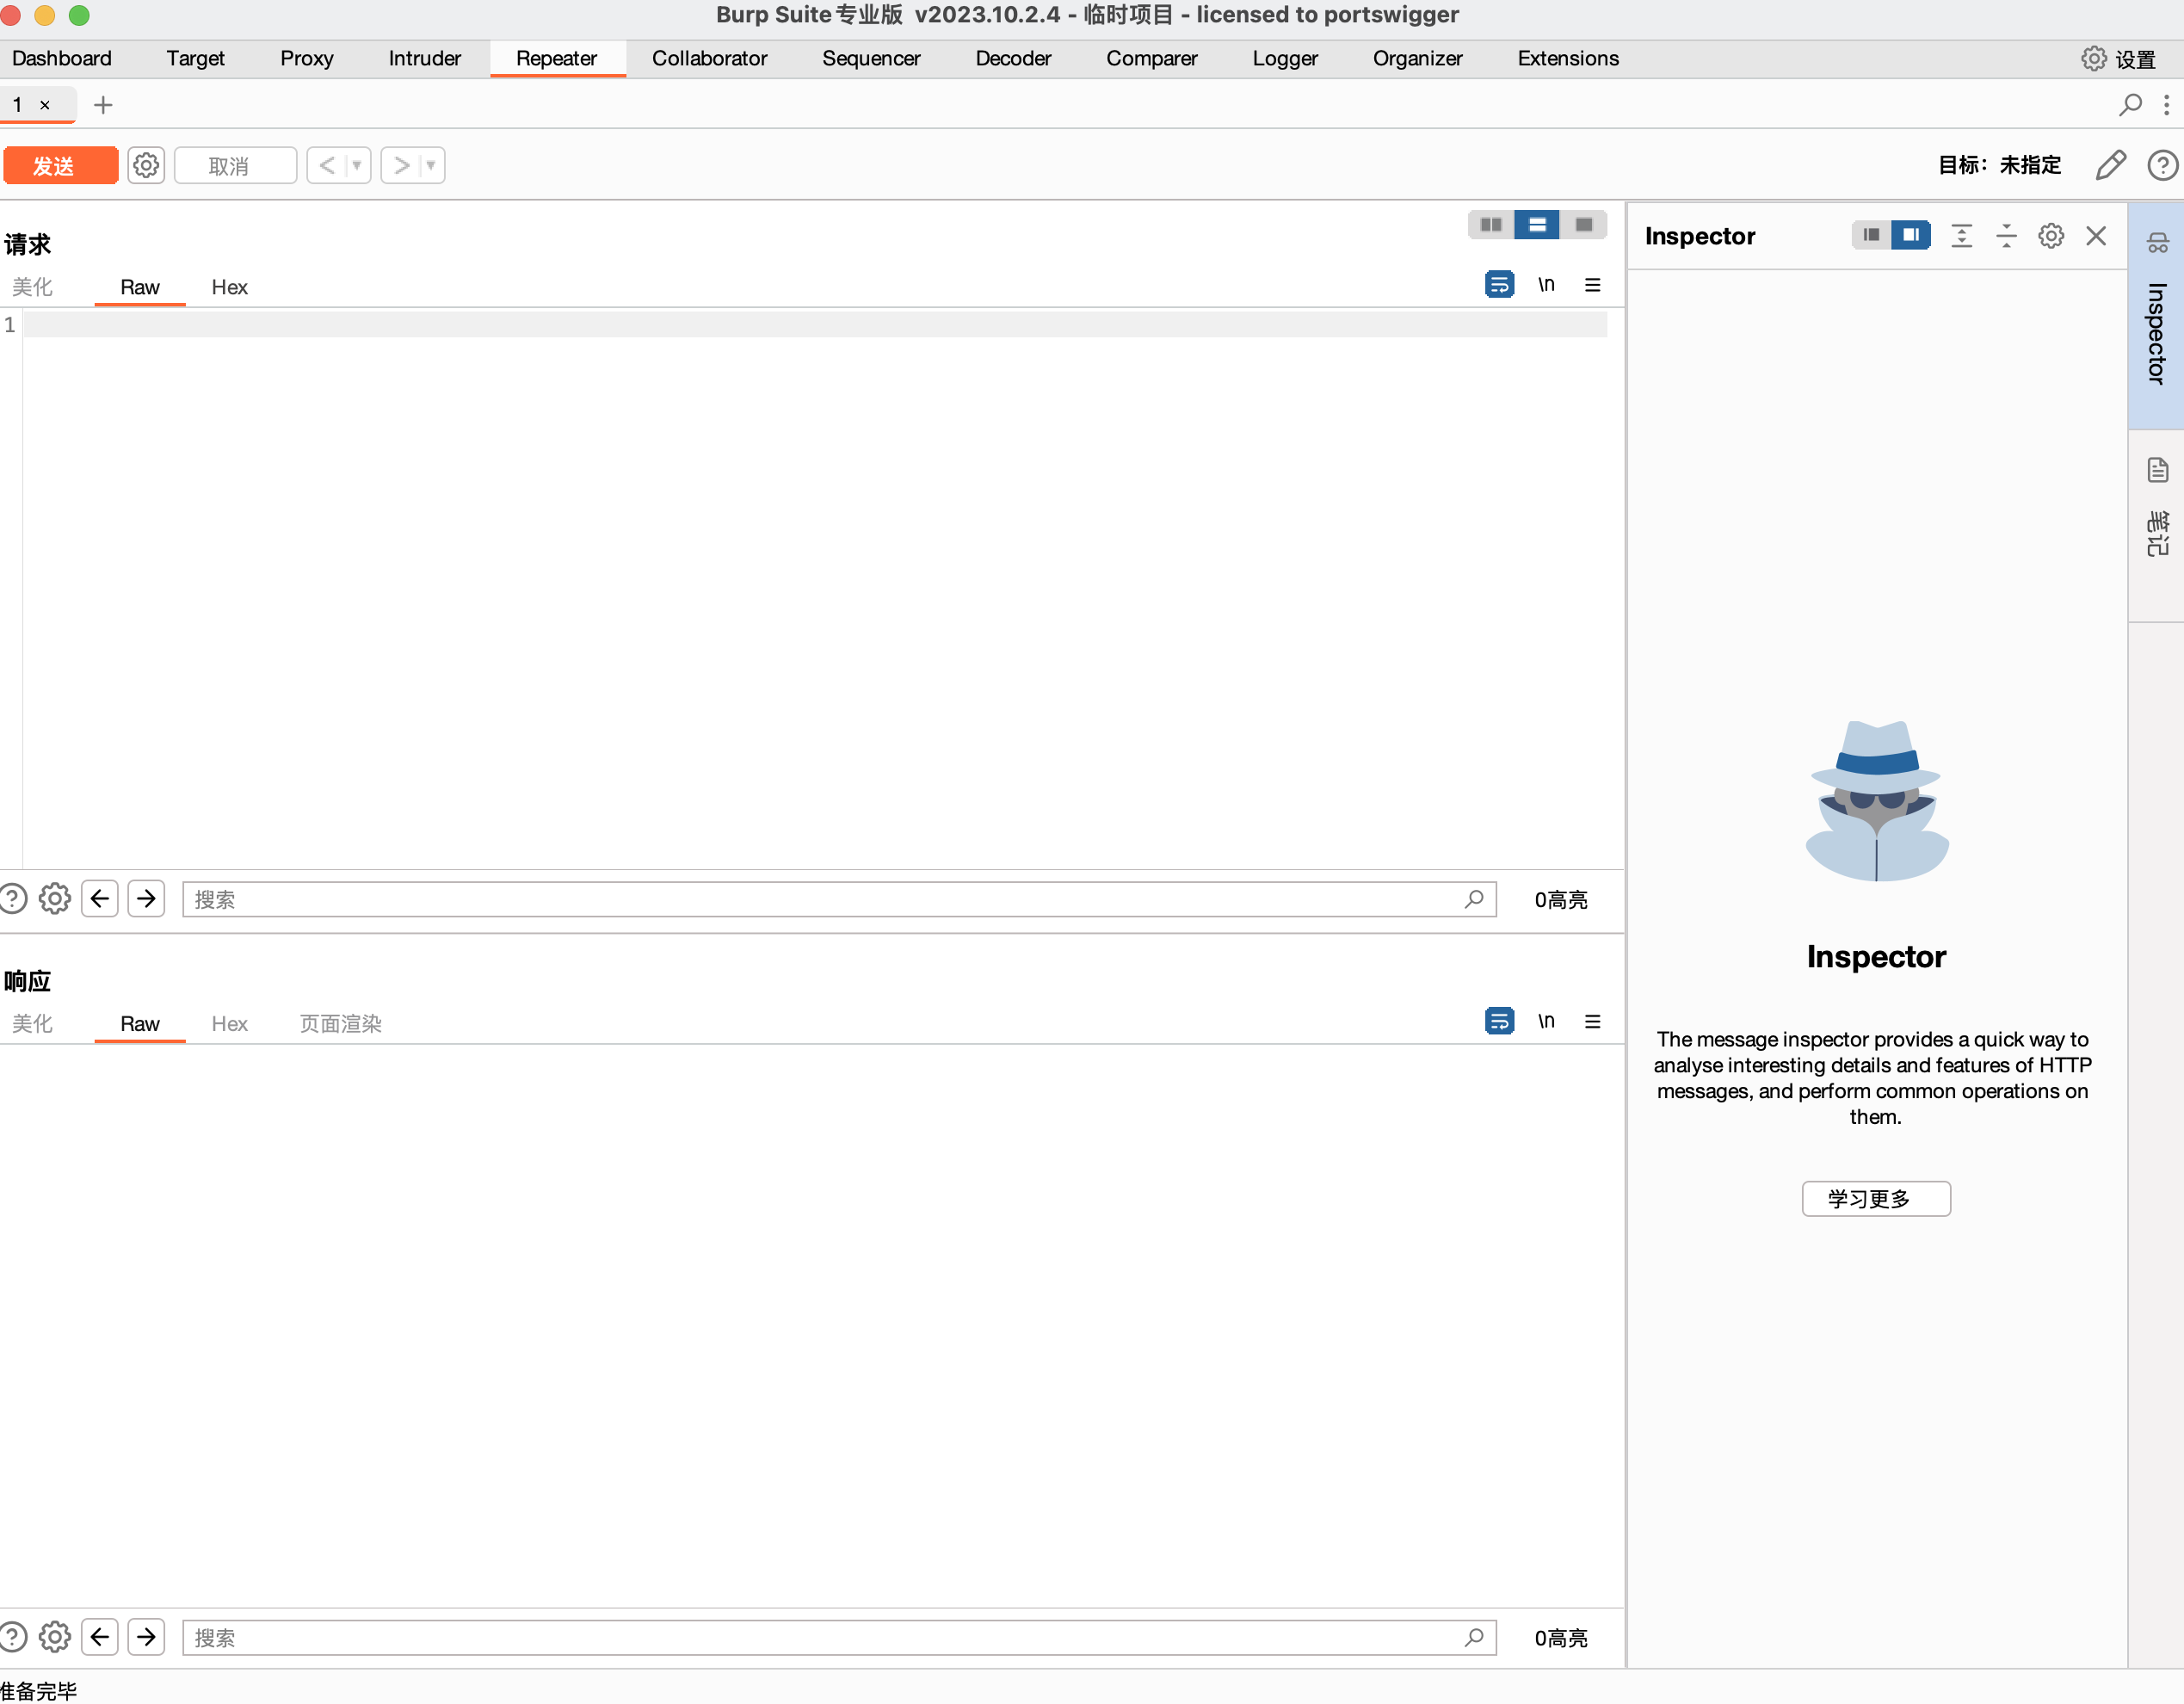 Burp Suite专业版 v2023.10.2.4 - 临时项目 - licensed to portswigger
Dashboard Target Proxy Intruder Repeater Collaborator Sequencer Decoder Comparer Logger Organizer Extensions 设置
1 × +
发送 取消 < > 目标：未指定
请求
美化 Raw Hex \n
1
搜索 0高亮
响应
美化 Raw Hex 页面渲染 \n
搜索 0高亮
准备完毕
Inspector
Inspector
The message inspector provides a quick way to
analyse interesting details and features of HTTP
messages, and perform common operations on
them.
学习更多
Inspector
笔记